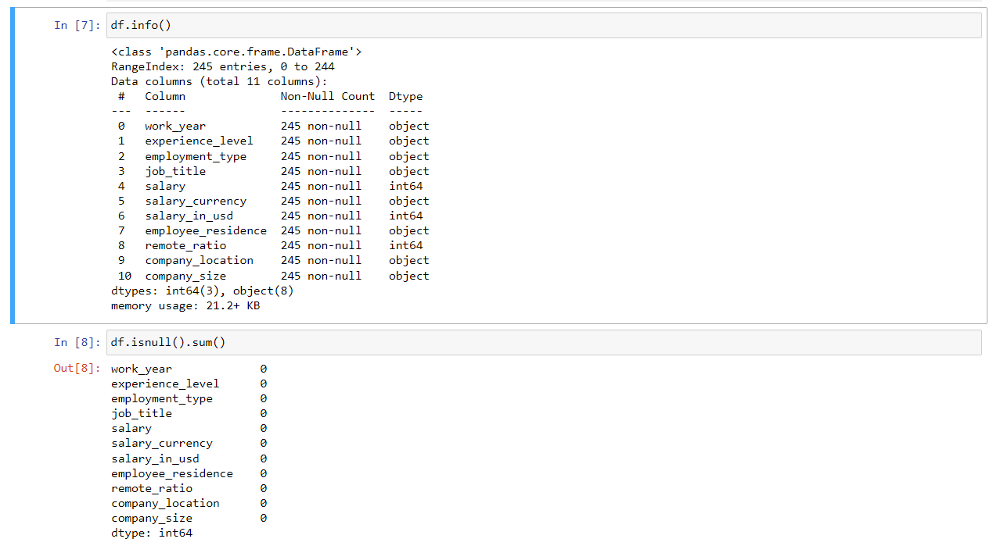 In [7]: df.info()
<class 'pandas.core.frame.DataFrame'>
RangeIndex: 245 entries, 0 to 244
Data columns (total 11 columns):
 #   Column              Non-Null Count  Dtype
---  ------              --------------  -----
 0   work_year           245 non-null    object
 1   experience_level    245 non-null    object
 2   employment_type     245 non-null    object
 3   job_title           245 non-null    object
 4   salary              245 non-null    int64
 5   salary_currency     245 non-null    object
 6   salary_in_usd       245 non-null    int64
 7   employee_residence  245 non-null    object
 8   remote_ratio        245 non-null    int64
 9   company_location    245 non-null    object
 10  company_size        245 non-null    object
dtypes: int64(3), object(8)
memory usage: 21.2+ KB
In [8]: df.isnull().sum()
Out[8]: work_year             0
experience_level      0
employment_type       0
job_title             0
salary                0
salary_currency       0
salary_in_usd         0
employee_residence    0
remote_ratio          0
company_location      0
company_size          0
dtype: int64